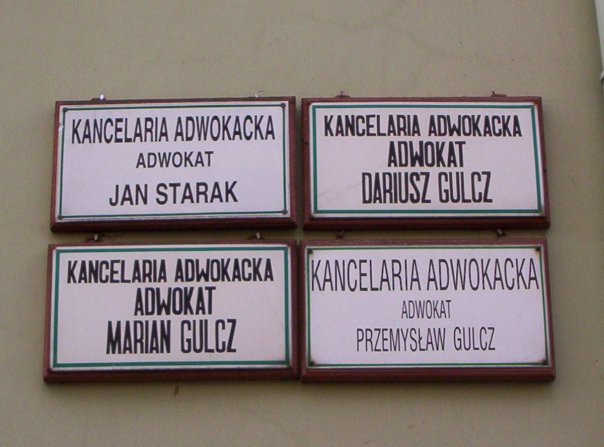 KANCELARIA ADWOKACKA
ADWOKAT
JAN STARAK
KANCELARIA ADWOKACKA
ADWOKAT
DARIUSZ GULCZ
KANCELARIA ADWOKACKA
ADWOKAT
MARIAN GULCZ
KANCELARIA ADWOKACKA
ADWOKAT
PRZEMYSŁAW GULCZ